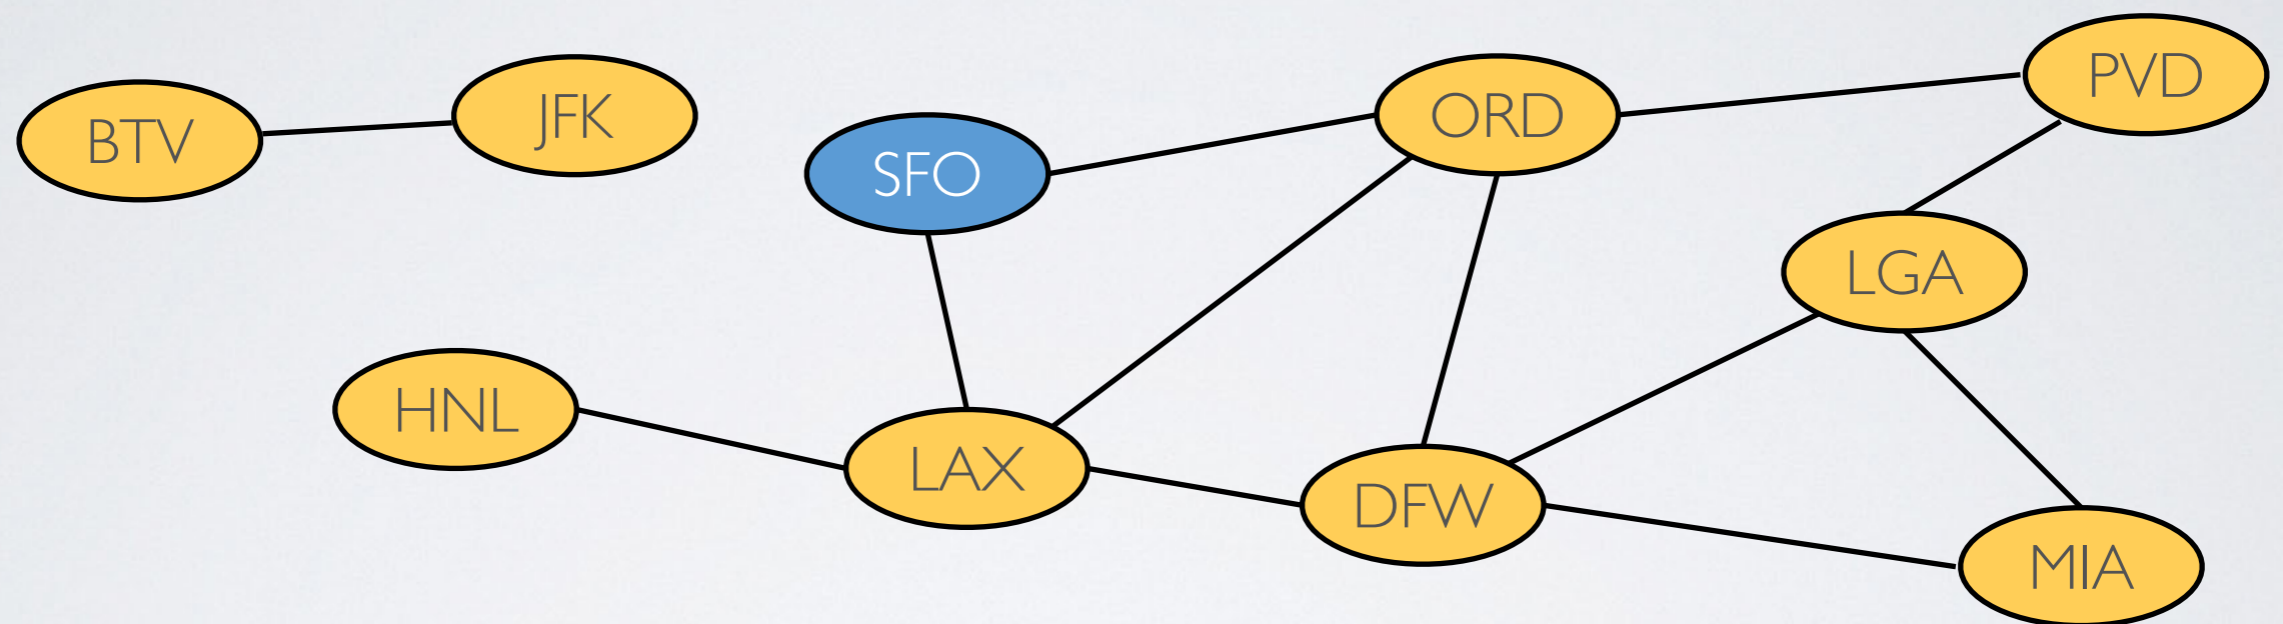 BTV
JFK
SFO
ORD
PVD
LGA
HNL
LAX
DFW
MIA